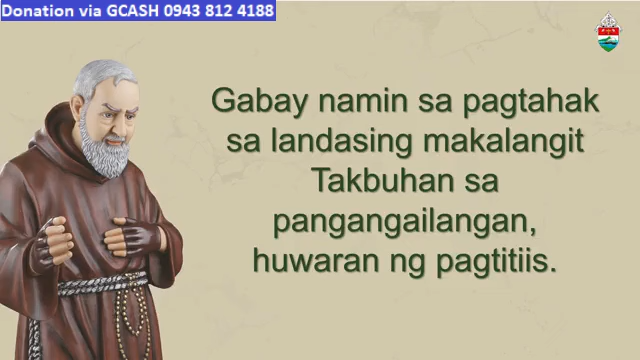 Donation via GCASH 0943 812 4188
Gabay namin sa pagtahak
sa landasing makalangit
Takbuhan sa
pangangailangan,
huwaran ng pagtitiis.